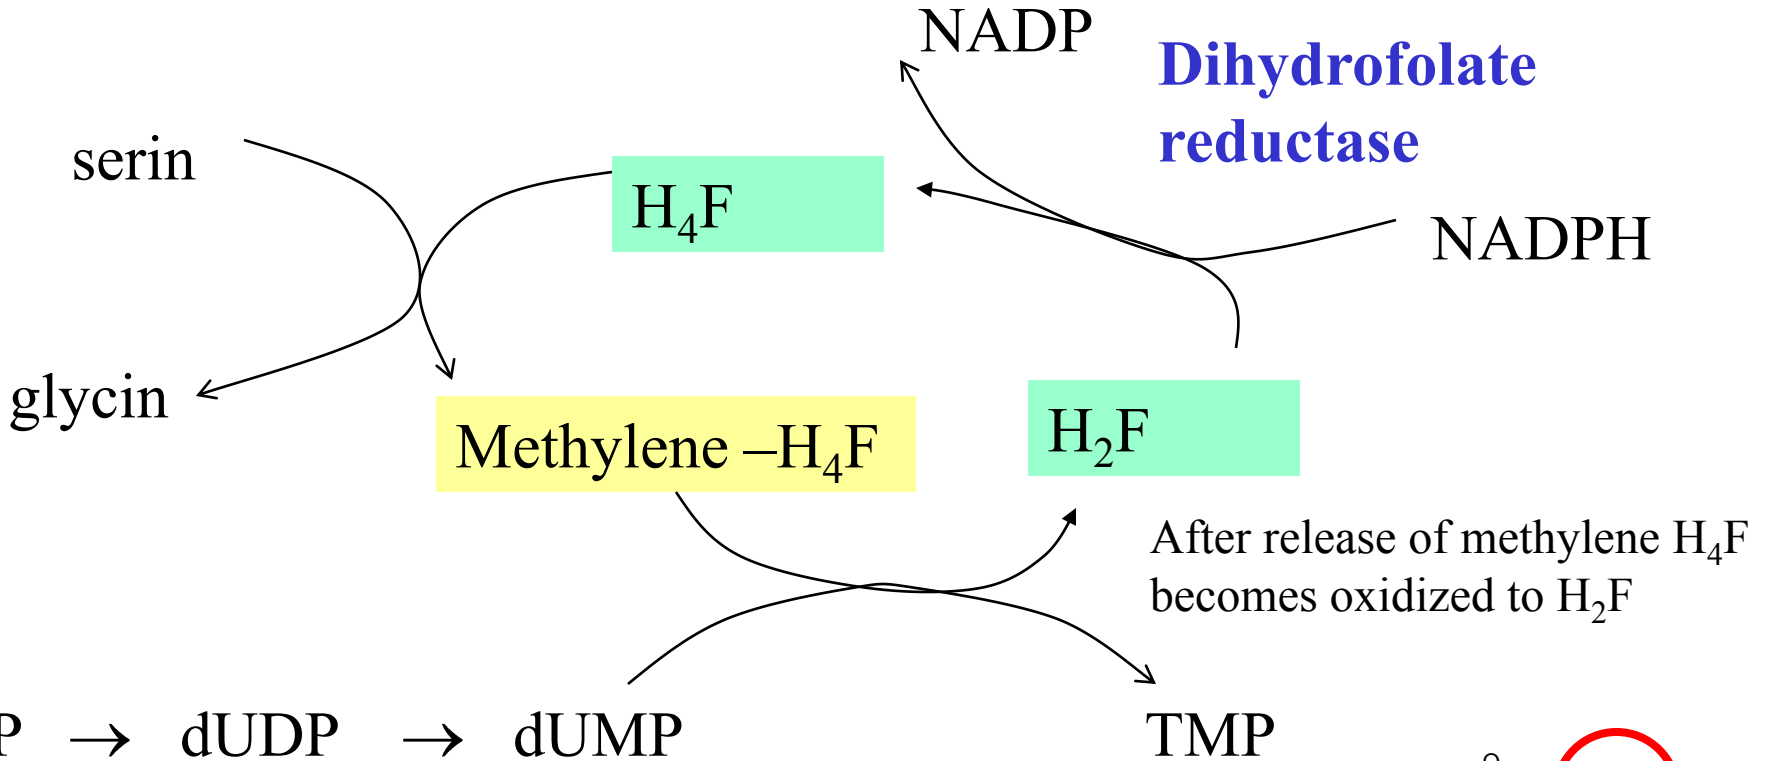 NADP
Dihydrofolate
reductase
serin
H₄F
NADPH
glycin
Methylene –H₄F
H₂F
After release of methylene H₄F
becomes oxidized to H₂F
P → dUDP → dUMP
TMP